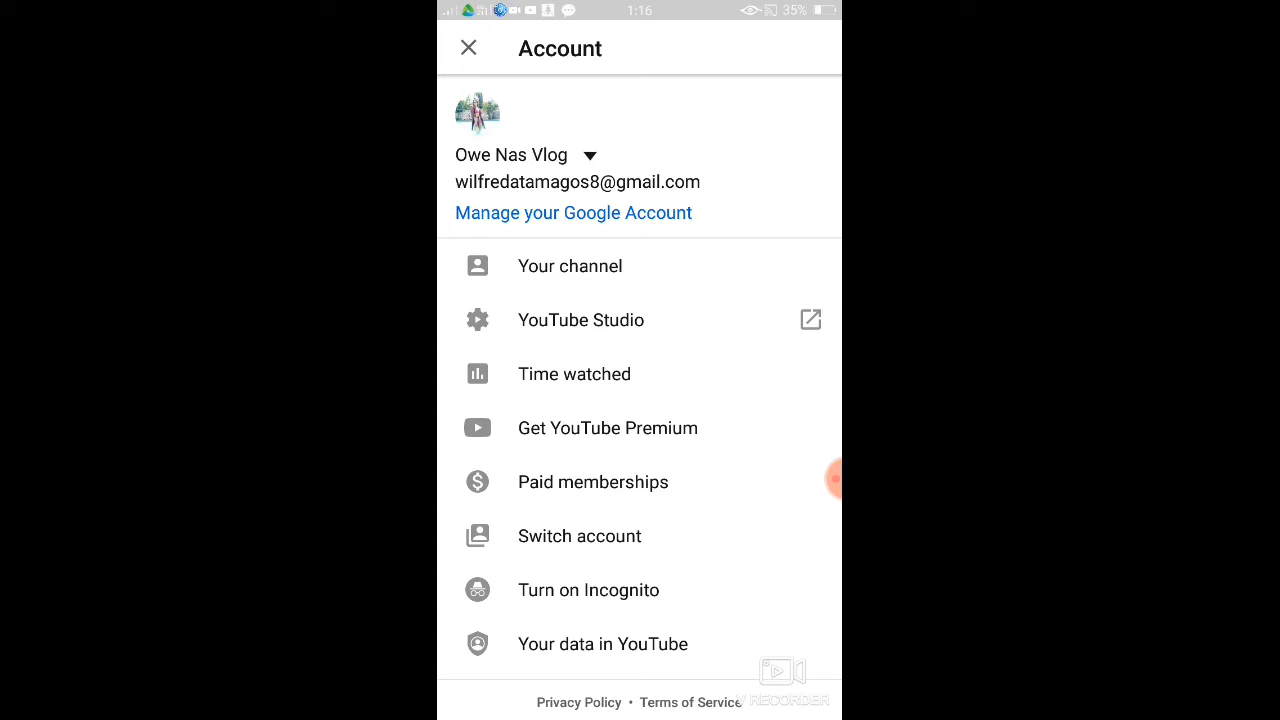 1:16
35%
Account
Owe Nas Vlog
wilfredatamagos8@gmail.com
Manage your Google Account
Your channel
YouTube Studio
Time watched
Get YouTube Premium
Paid memberships
Switch account
Turn on Incognito
Your data in YouTube
Privacy Policy • Terms of Service
V RECORDER